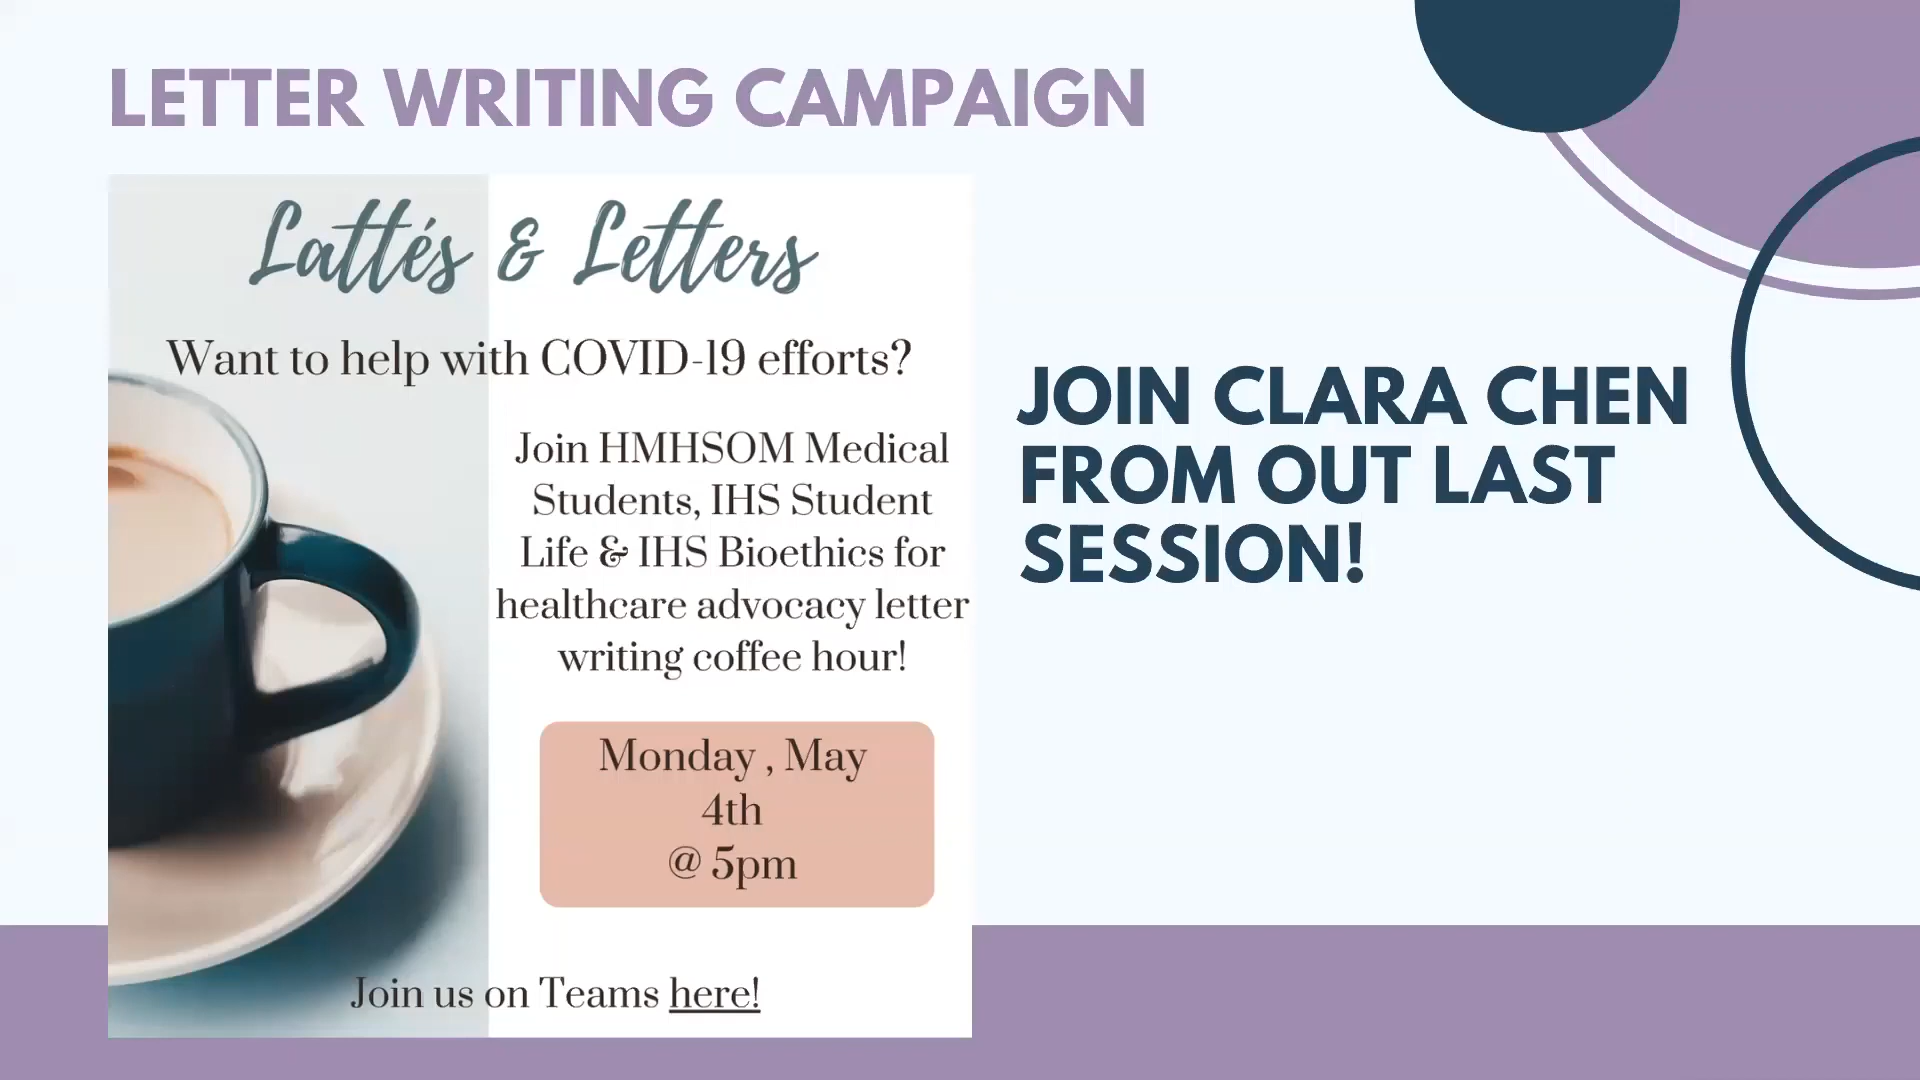 LETTER WRITING CAMPAIGN
Lattés & Letters
Want to help with COVID-19 efforts?
Join HMHSOM Medical
Students, IHS Student
Life & IHS Bioethics for
healthcare advocacy letter
writing coffee hour!
Monday , May
4th
@ 5pm
Join us on Teams here!
JOIN CLARA CHEN
FROM OUT LAST
SESSION!